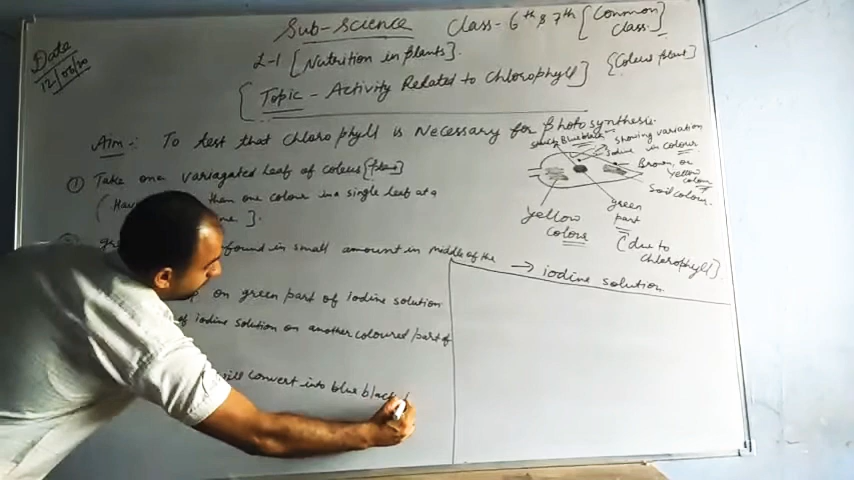 Date
12/08/20
Sub-Science Class-6th & 7th [Common
class.
L-1 [Nutrition in plants].
[Topic - Activity Related to Chlorophyll] {Coleus plant}
Aim-: To test that chlorophyll is Necessary for photosynthesis.
① Take one variagated leaf of coleus {
than one colour in a single leaf at a
].
found in small amount in middle of the
on green part of iodine solution
of iodine solution on another coloured part of
will convert into blue black
Blue black showing variation
iodine in colour
Brown or
Yellow
colour
Soil colour.
green
part
(due to
chlorophyll]
Yellow
colour
→ iodine solution.